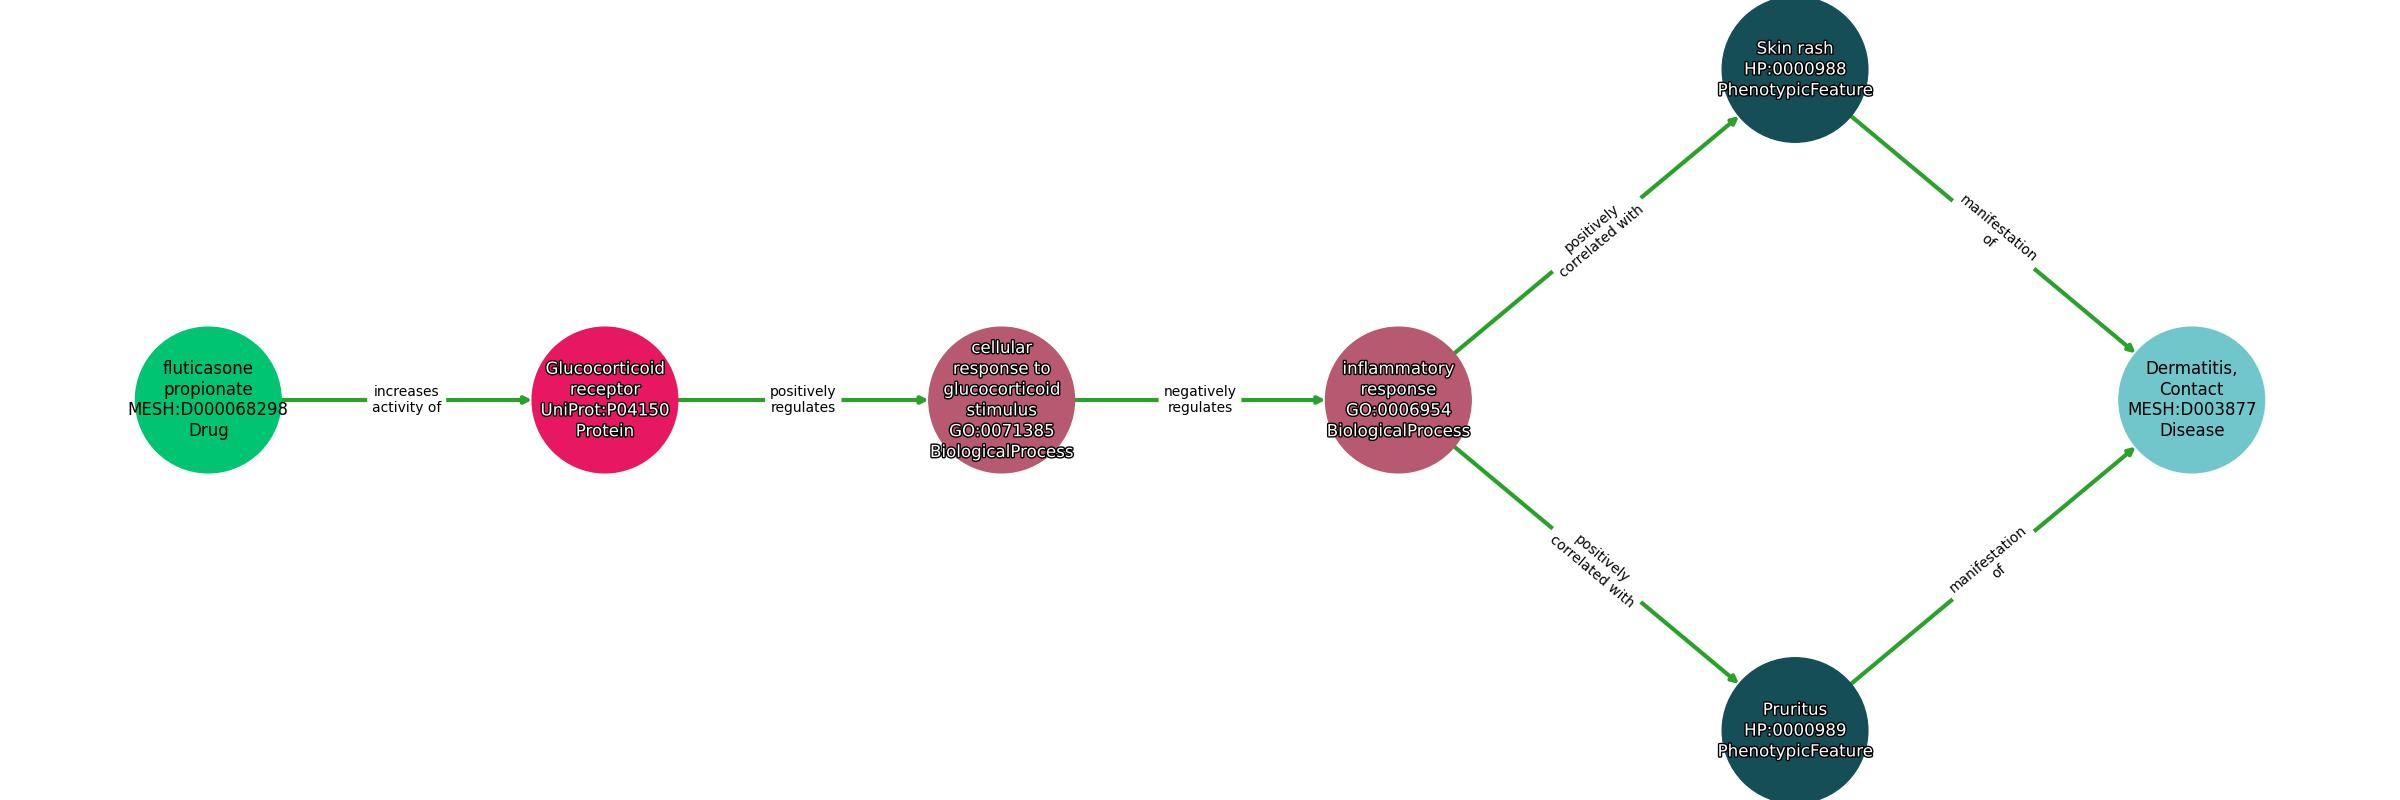 Skin rash
HP:0000988
PhenotypicFeature
positively
correlated with
manifestation
of
fluticasone
propionate
MESH:D000068298
Drug
increases
activity of
Glucocorticoid
receptor
UniProt:P04150
Protein
positively
regulates
cellular
response to
glucocorticoid
stimulus
GO:0071385
BiologicalProcess
negatively
regulates
inflammatory
response
GO:0006954
BiologicalProcess
Dermatitis,
Contact
MESH:D003877
Disease
positively
correlated with
manifestation
of
Pruritus
HP:0000989
PhenotypicFeature